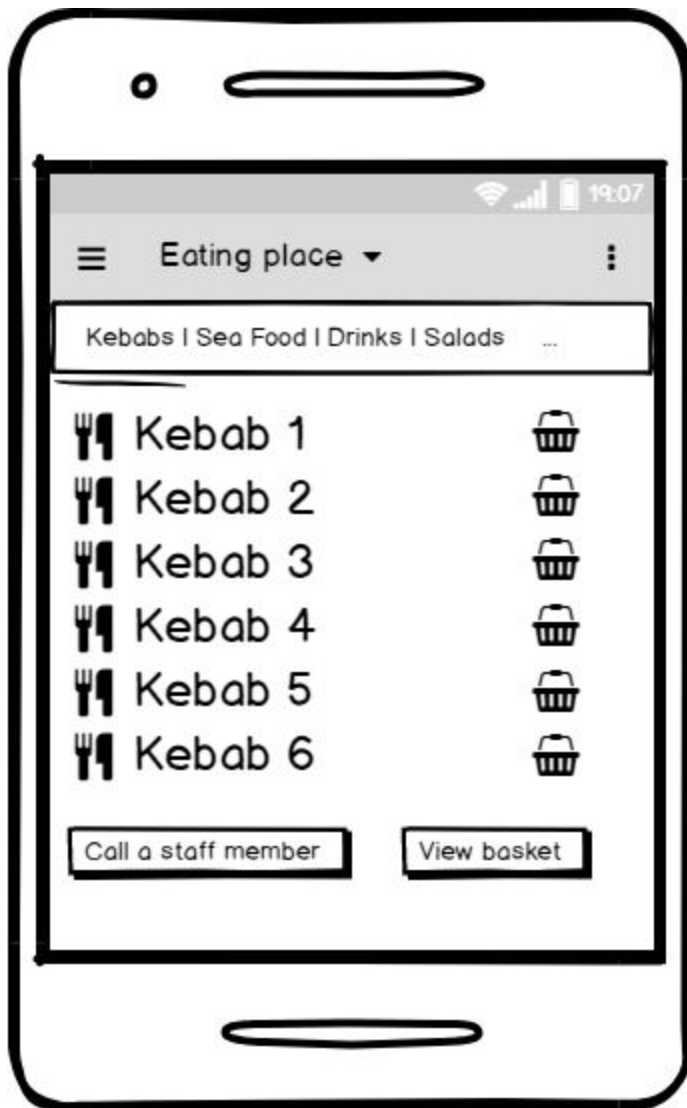 19:07
Eating place
Kebabs | Sea Food | Drinks | Salads ...
Kebab 1
Kebab 2
Kebab 3
Kebab 4
Kebab 5
Kebab 6
Call a staff member
View basket